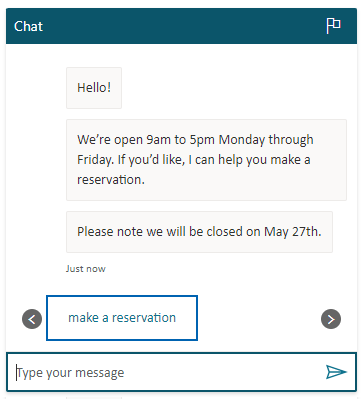 Chat
Hello!
We’re open 9am to 5pm Monday through
Friday. If you’d like, I can help you make a
reservation.
Please note we will be closed on May 27th.
Just now
make a reservation
Type your message